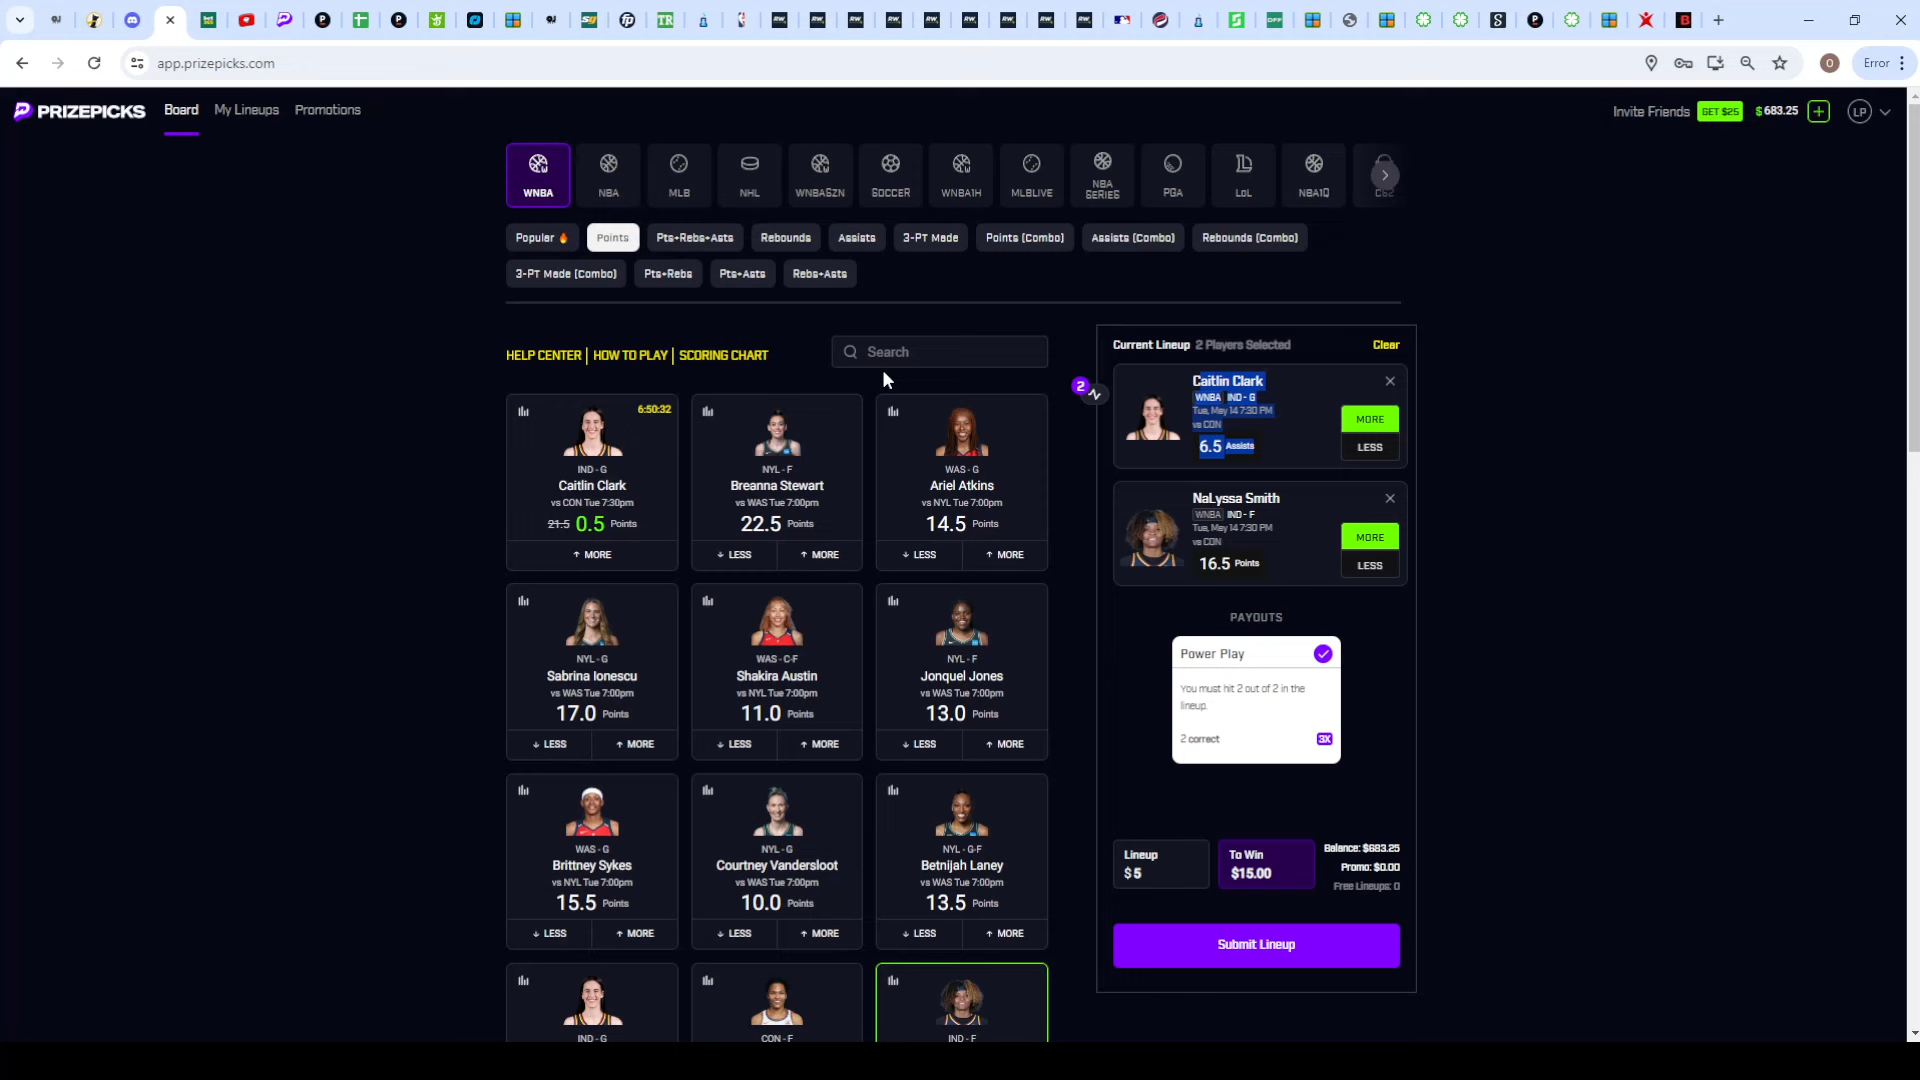 app.prizepicks.com
Error
PRIZEPICKS
Board
My Lineups
Promotions
Invite Friends
GET $25
$ 683.25
LP
WNBA
NBA
MLB
NHL
WNBASZN
SOCCER
WNBA1H
MLBLIVE
NBA
SERIES
PGA
LoL
NBA1Q
Popular
Points
Pts+Rebs+Asts
Rebounds
Assists
3-PT Made
Points (Combo)
Assists (Combo)
Rebounds (Combo)
3-PT Made (Combo)
Pts+Rebs
Pts+Asts
Rebs+Asts
HELP CENTER | HOW TO PLAY | SCORING CHART
Search
6:50:32
IND - G
Caitlin Clark
vs CON Tue 7:30pm
21.5 0.5 Points
↑ MORE
NYL - F
Breanna Stewart
vs WAS Tue 7:00pm
22.5 Points
↓ LESS
↑ MORE
WAS - G
Ariel Atkins
vs NYL Tue 7:00pm
14.5 Points
↓ LESS
↑ MORE
NYL - G
Sabrina Ionescu
vs WAS Tue 7:00pm
17.0 Points
↓ LESS
↑ MORE
WAS - C-F
Shakira Austin
vs NYL Tue 7:00pm
11.0 Points
↓ LESS
↑ MORE
NYL - F
Jonquel Jones
vs WAS Tue 7:00pm
13.0 Points
↓ LESS
↑ MORE
WAS - G
Brittney Sykes
vs NYL Tue 7:00pm
15.5 Points
↓ LESS
↑ MORE
NYL - G
Courtney Vandersloot
vs WAS Tue 7:00pm
10.0 Points
↓ LESS
↑ MORE
NYL - G-F
Betnijah Laney
vs WAS Tue 7:00pm
13.5 Points
↓ LESS
↑ MORE
IND - G
CON - F
IND - F
2
Current Lineup 2 Players Selected
Clear
Caitlin Clark
WNBA IND - G
Tue, May 14 7:30 PM
vs CON
6.5 Assists
MORE
LESS
NaLyssa Smith
WNBA IND - F
Tue, May 14 7:30 PM
vs CON
16.5 Points
MORE
LESS
PAYOUTS
Power Play
You must hit 2 out of 2 in the
lineup.
2 correct
3X
Lineup
$ 5
To Win
$15.00
Balance: $683.25
Promo: $0.00
Free Lineups: 0
Submit Lineup